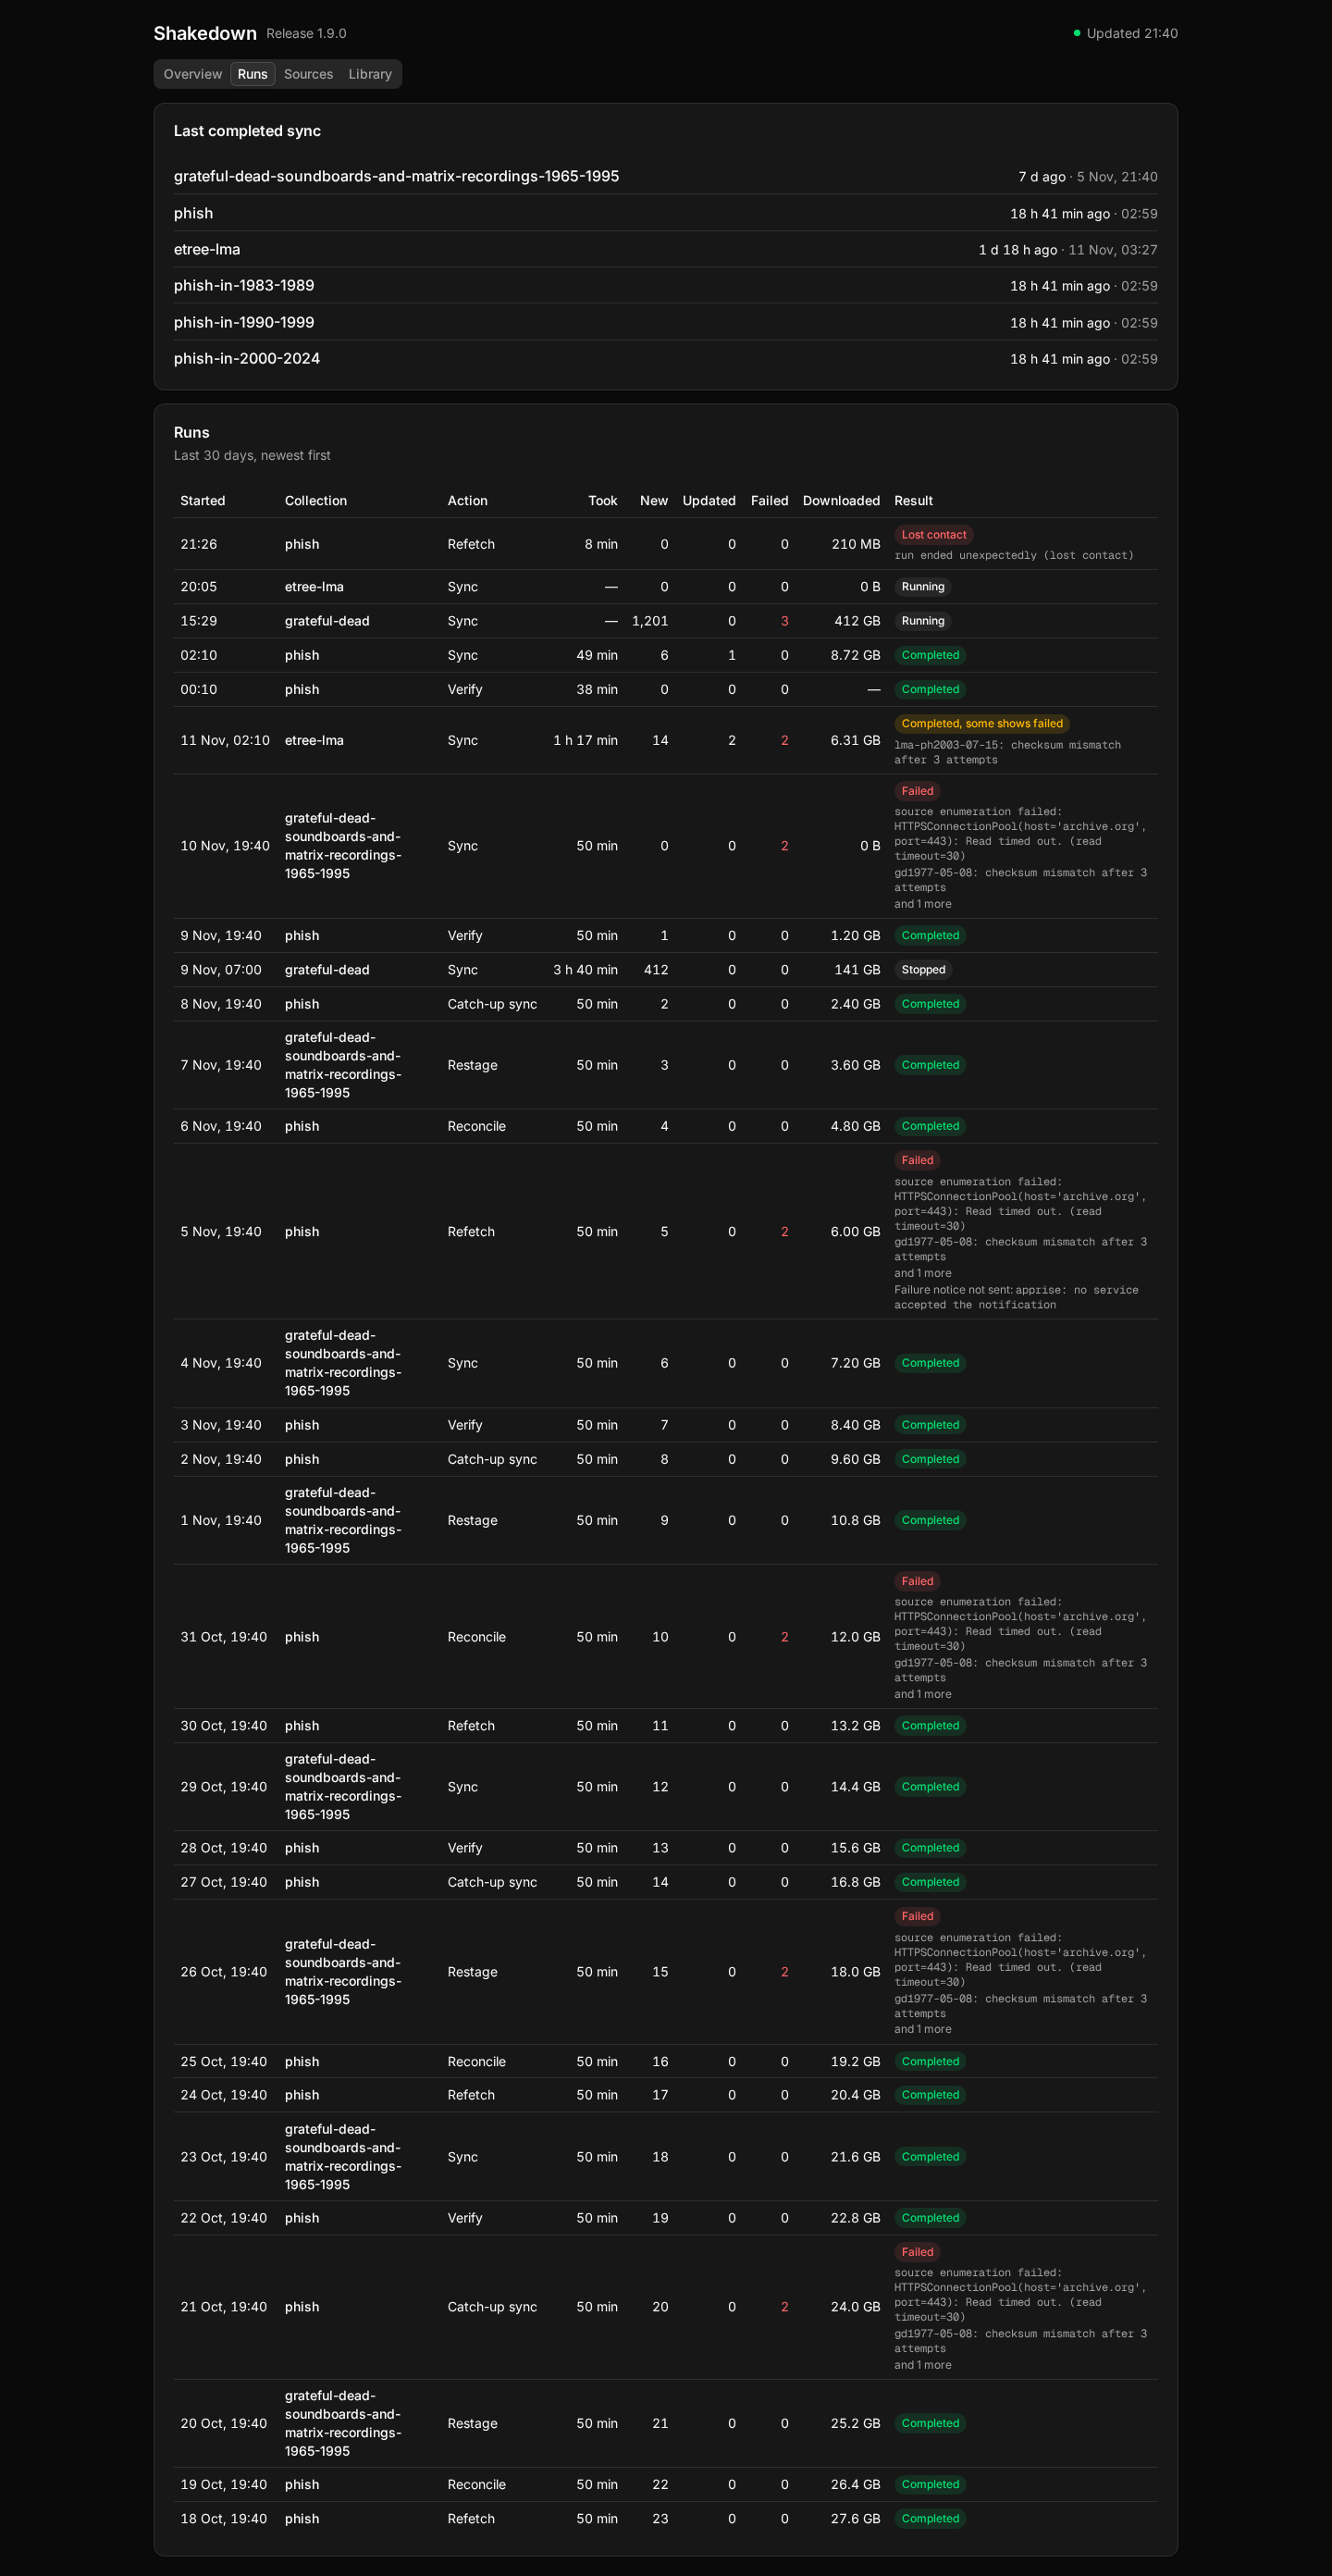 Shakedown Release 1.9.0 Updated 21:40
Overview Runs Sources Library
Last completed sync
grateful-dead-soundboards-and-matrix-recordings-1965-1995 7 d ago · 5 Nov, 21:40
phish 18 h 41 min ago · 02:59
etree-lma 1 d 18 h ago · 11 Nov, 03:27
phish-in-1983-1989 18 h 41 min ago · 02:59
phish-in-1990-1999 18 h 41 min ago · 02:59
phish-in-2000-2024 18 h 41 min ago · 02:59
Runs
Last 30 days, newest first
Started Collection Action Took New Updated Failed Downloaded Result
21:26 phish Refetch 8 min 0 0 0 210 MB Lost contact
run ended unexpectedly (lost contact)
20:05 etree-lma Sync — 0 0 0 0 B Running
15:29 grateful-dead Sync — 1,201 0 3 412 GB Running
02:10 phish Sync 49 min 6 1 0 8.72 GB Completed
00:10 phish Verify 38 min 0 0 0 — Completed
11 Nov, 02:10 etree-lma Sync 1 h 17 min 14 2 2 6.31 GB Completed, some shows failed
lma-ph2003-07-15: checksum mismatch
after 3 attempts
10 Nov, 19:40 grateful-dead-
soundboards-and-
matrix-recordings-
1965-1995 Sync 50 min 0 0 2 0 B Failed
source enumeration failed:
HTTPSConnectionPool(host='archive.org',
port=443): Read timed out. (read
timeout=30)
gd1977-05-08: checksum mismatch after 3
attempts
and 1 more
9 Nov, 19:40 phish Verify 50 min 1 0 0 1.20 GB Completed
9 Nov, 07:00 grateful-dead Sync 3 h 40 min 412 0 0 141 GB Stopped
8 Nov, 19:40 phish Catch-up sync 50 min 2 0 0 2.40 GB Completed
7 Nov, 19:40 grateful-dead-
soundboards-and-
matrix-recordings-
1965-1995 Restage 50 min 3 0 0 3.60 GB Completed
6 Nov, 19:40 phish Reconcile 50 min 4 0 0 4.80 GB Completed
5 Nov, 19:40 phish Refetch 50 min 5 0 2 6.00 GB Failed
source enumeration failed:
HTTPSConnectionPool(host='archive.org',
port=443): Read timed out. (read
timeout=30)
gd1977-05-08: checksum mismatch after 3
attempts
and 1 more
Failure notice not sent: apprise: no service
accepted the notification
4 Nov, 19:40 grateful-dead-
soundboards-and-
matrix-recordings-
1965-1995 Sync 50 min 6 0 0 7.20 GB Completed
3 Nov, 19:40 phish Verify 50 min 7 0 0 8.40 GB Completed
2 Nov, 19:40 phish Catch-up sync 50 min 8 0 0 9.60 GB Completed
1 Nov, 19:40 grateful-dead-
soundboards-and-
matrix-recordings-
1965-1995 Restage 50 min 9 0 0 10.8 GB Completed
31 Oct, 19:40 phish Reconcile 50 min 10 0 2 12.0 GB Failed
source enumeration failed:
HTTPSConnectionPool(host='archive.org',
port=443): Read timed out. (read
timeout=30)
gd1977-05-08: checksum mismatch after 3
attempts
and 1 more
30 Oct, 19:40 phish Refetch 50 min 11 0 0 13.2 GB Completed
29 Oct, 19:40 grateful-dead-
soundboards-and-
matrix-recordings-
1965-1995 Sync 50 min 12 0 0 14.4 GB Completed
28 Oct, 19:40 phish Verify 50 min 13 0 0 15.6 GB Completed
27 Oct, 19:40 phish Catch-up sync 50 min 14 0 0 16.8 GB Completed
26 Oct, 19:40 grateful-dead-
soundboards-and-
matrix-recordings-
1965-1995 Restage 50 min 15 0 2 18.0 GB Failed
source enumeration failed:
HTTPSConnectionPool(host='archive.org',
port=443): Read timed out. (read
timeout=30)
gd1977-05-08: checksum mismatch after 3
attempts
and 1 more
25 Oct, 19:40 phish Reconcile 50 min 16 0 0 19.2 GB Completed
24 Oct, 19:40 phish Refetch 50 min 17 0 0 20.4 GB Completed
23 Oct, 19:40 grateful-dead-
soundboards-and-
matrix-recordings-
1965-1995 Sync 50 min 18 0 0 21.6 GB Completed
22 Oct, 19:40 phish Verify 50 min 19 0 0 22.8 GB Completed
21 Oct, 19:40 phish Catch-up sync 50 min 20 0 2 24.0 GB Failed
source enumeration failed:
HTTPSConnectionPool(host='archive.org',
port=443): Read timed out. (read
timeout=30)
gd1977-05-08: checksum mismatch after 3
attempts
and 1 more
20 Oct, 19:40 grateful-dead-
soundboards-and-
matrix-recordings-
1965-1995 Restage 50 min 21 0 0 25.2 GB Completed
19 Oct, 19:40 phish Reconcile 50 min 22 0 0 26.4 GB Completed
18 Oct, 19:40 phish Refetch 50 min 23 0 0 27.6 GB Completed